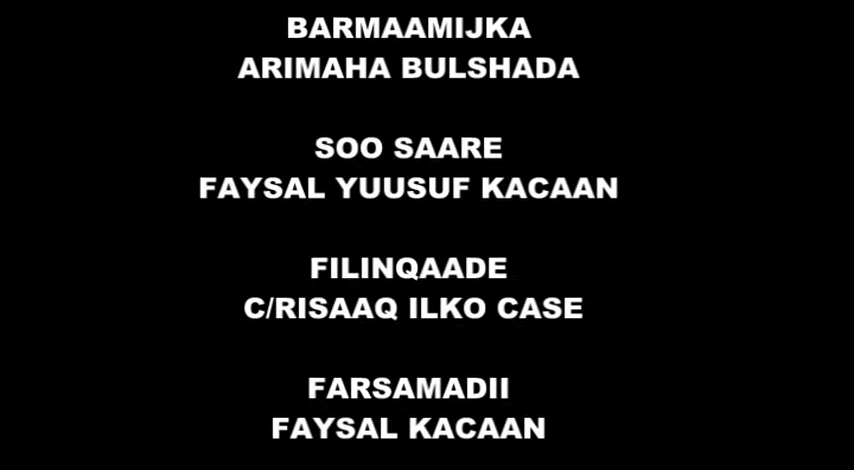 BARMAAMIJKA
ARIMAHA BULSHADA
SOO SAARE
FAYSAL YUUSUF KACAAN
FILINQAADE
C/RISAAQ ILKO CASE
FARSAMADII
FAYSAL KACAAN